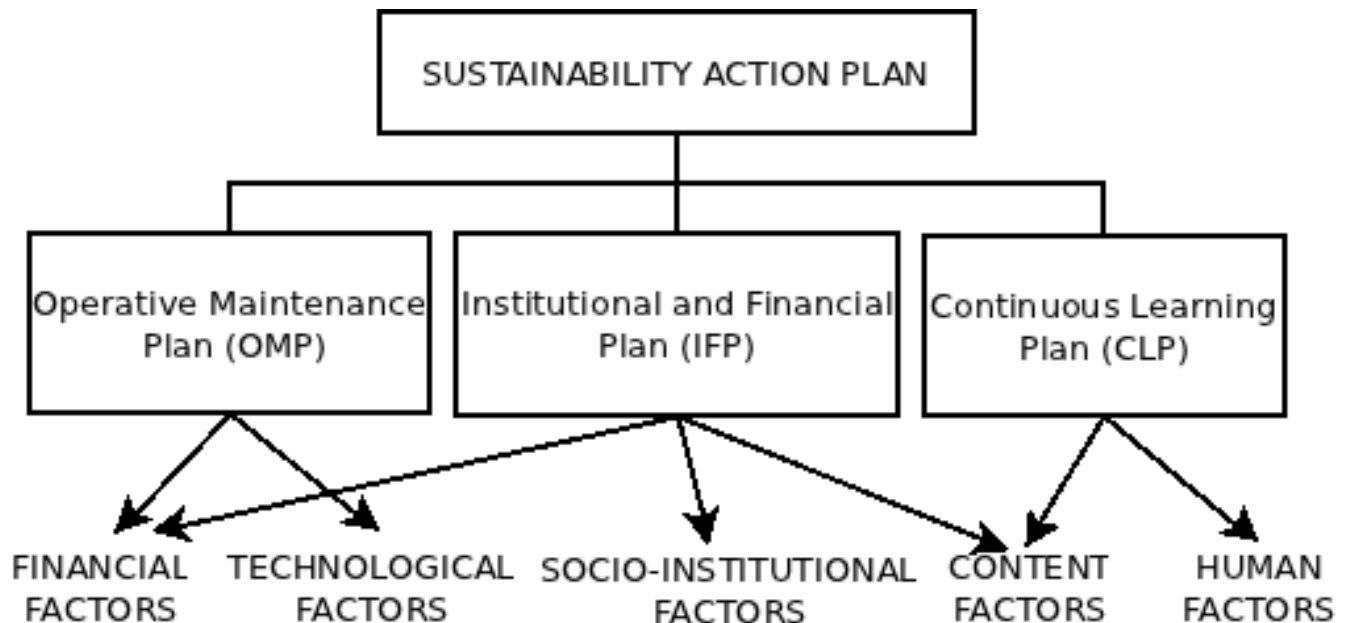 SUSTAINABILITY ACTION PLAN
Operative Maintenance
Plan (OMP)
Institutional and Financial
Plan (IFP)
Continuous Learning
Plan (CLP)
FINANCIAL
FACTORS
TECHNOLOGICAL
FACTORS
SOCIO-INSTITUTIONAL
FACTORS
CONTENT
FACTORS
HUMAN
FACTORS